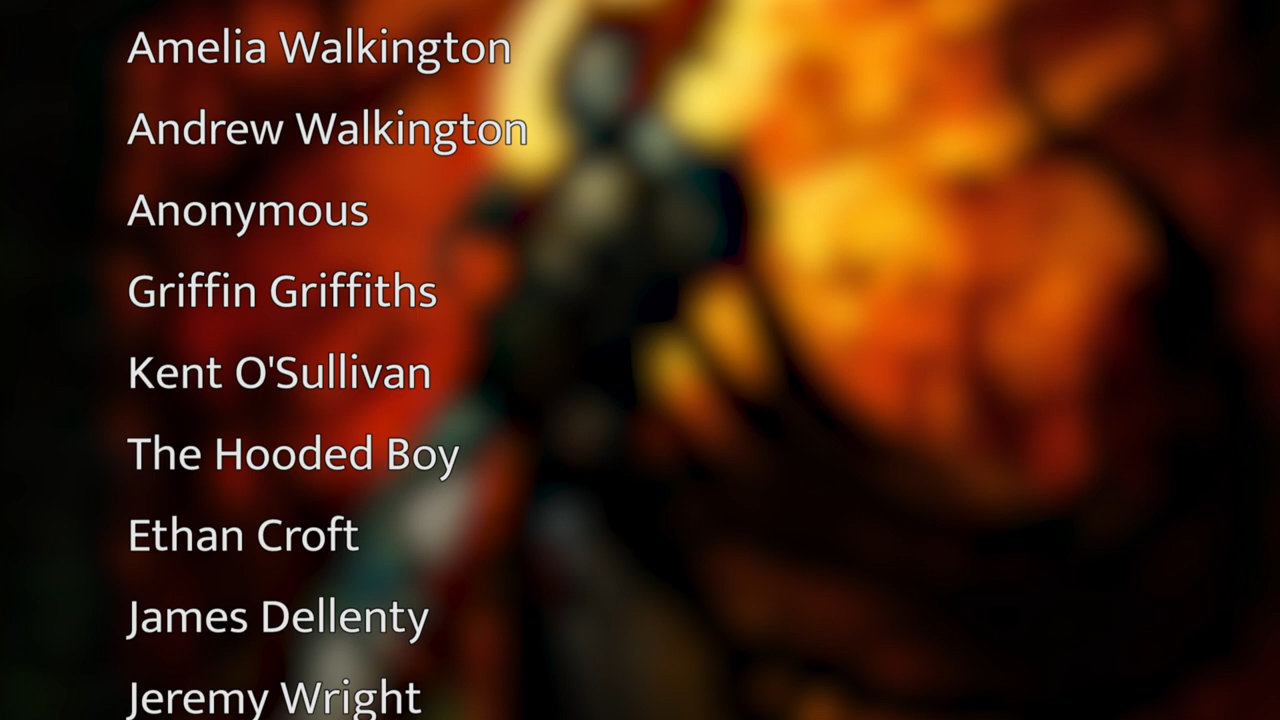 Amelia Walkington
Andrew Walkington
Anonymous
Griffin Griffiths
Kent O'Sullivan
The Hooded Boy
Ethan Croft
James Dellenty
Jeremy Wright